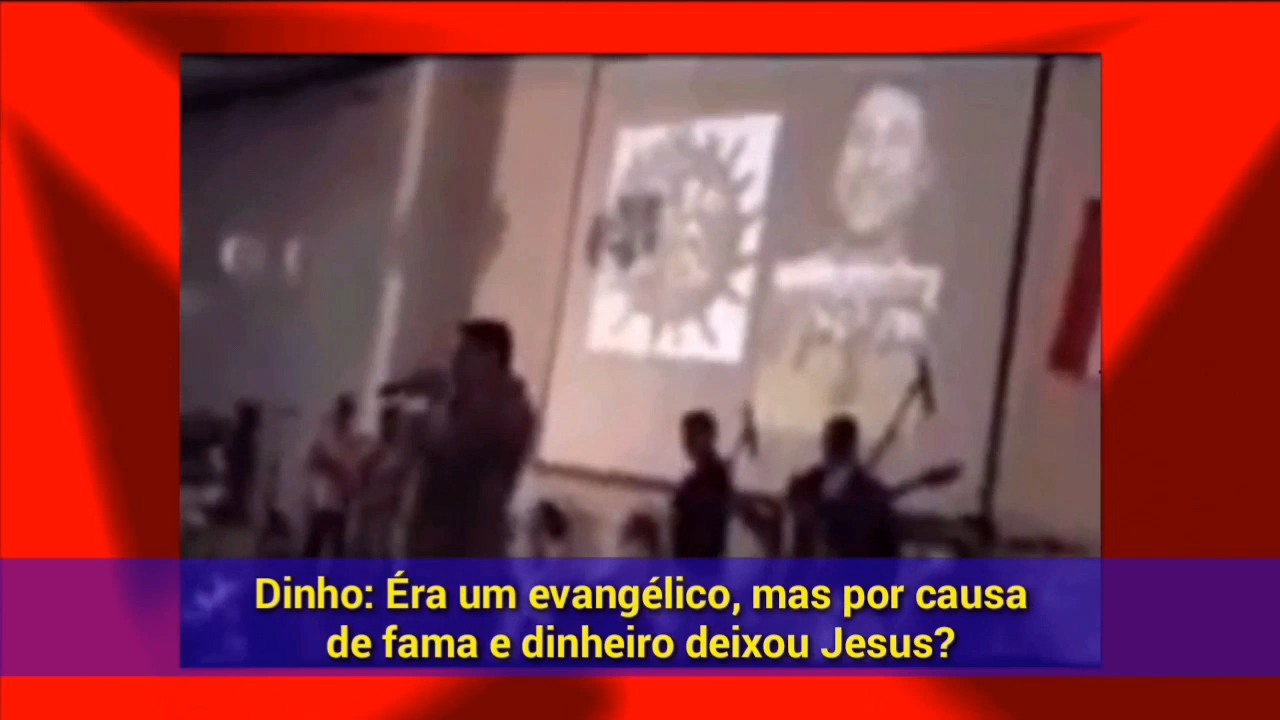 Dinho: Éra um evangélico, mas por causa
de fama e dinheiro deixou Jesus?